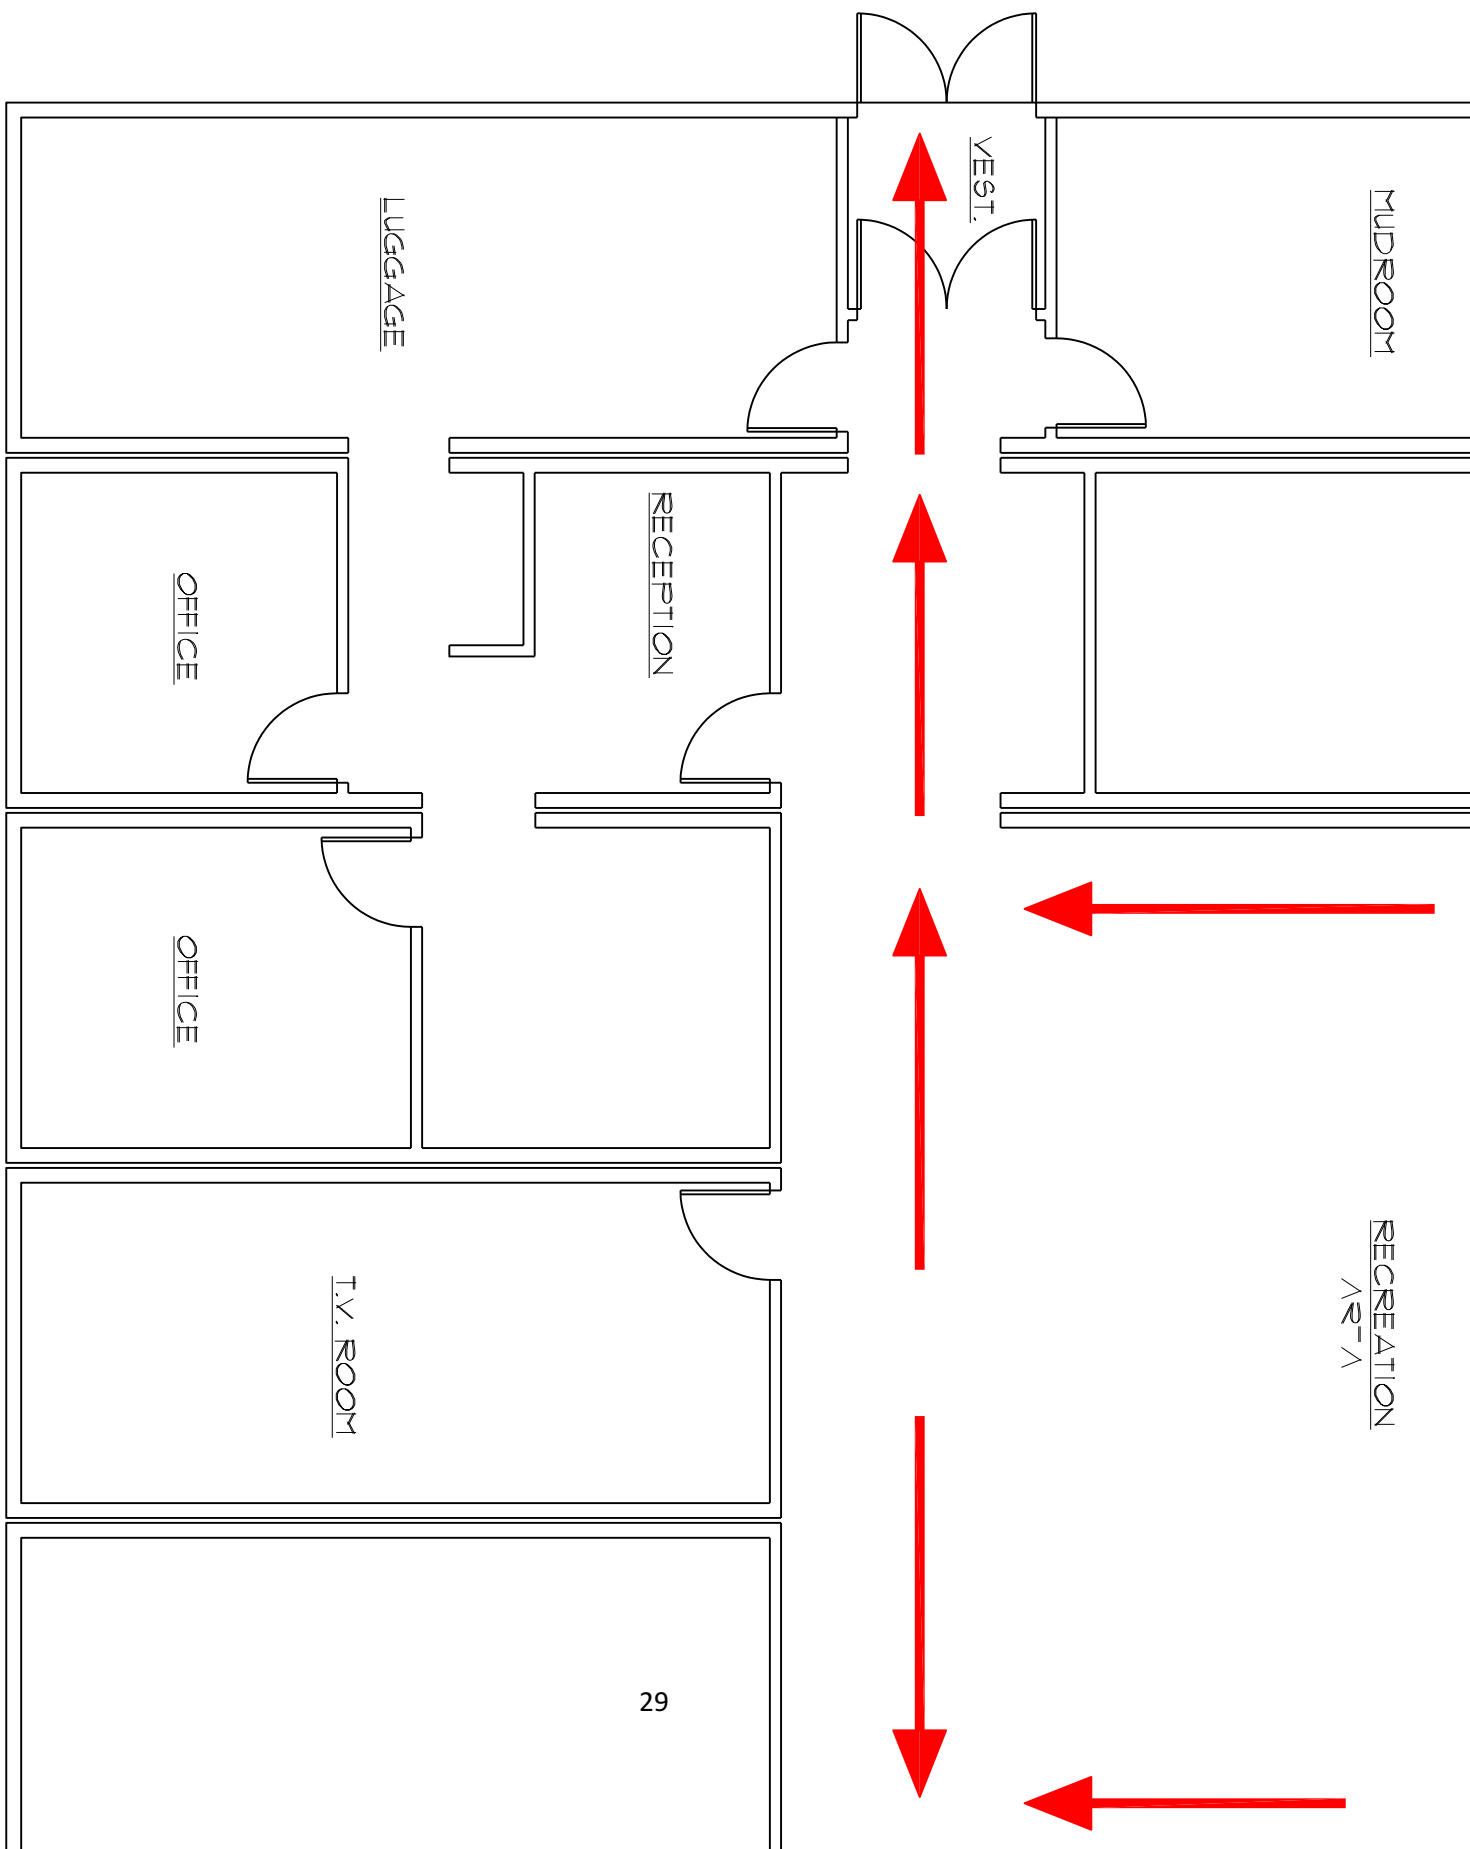 VEST.
MUDROOM
LUGGAGE
RECEPTION
OFFICE
OFFICE
RECREATION
AREA
T.V. ROOM
29